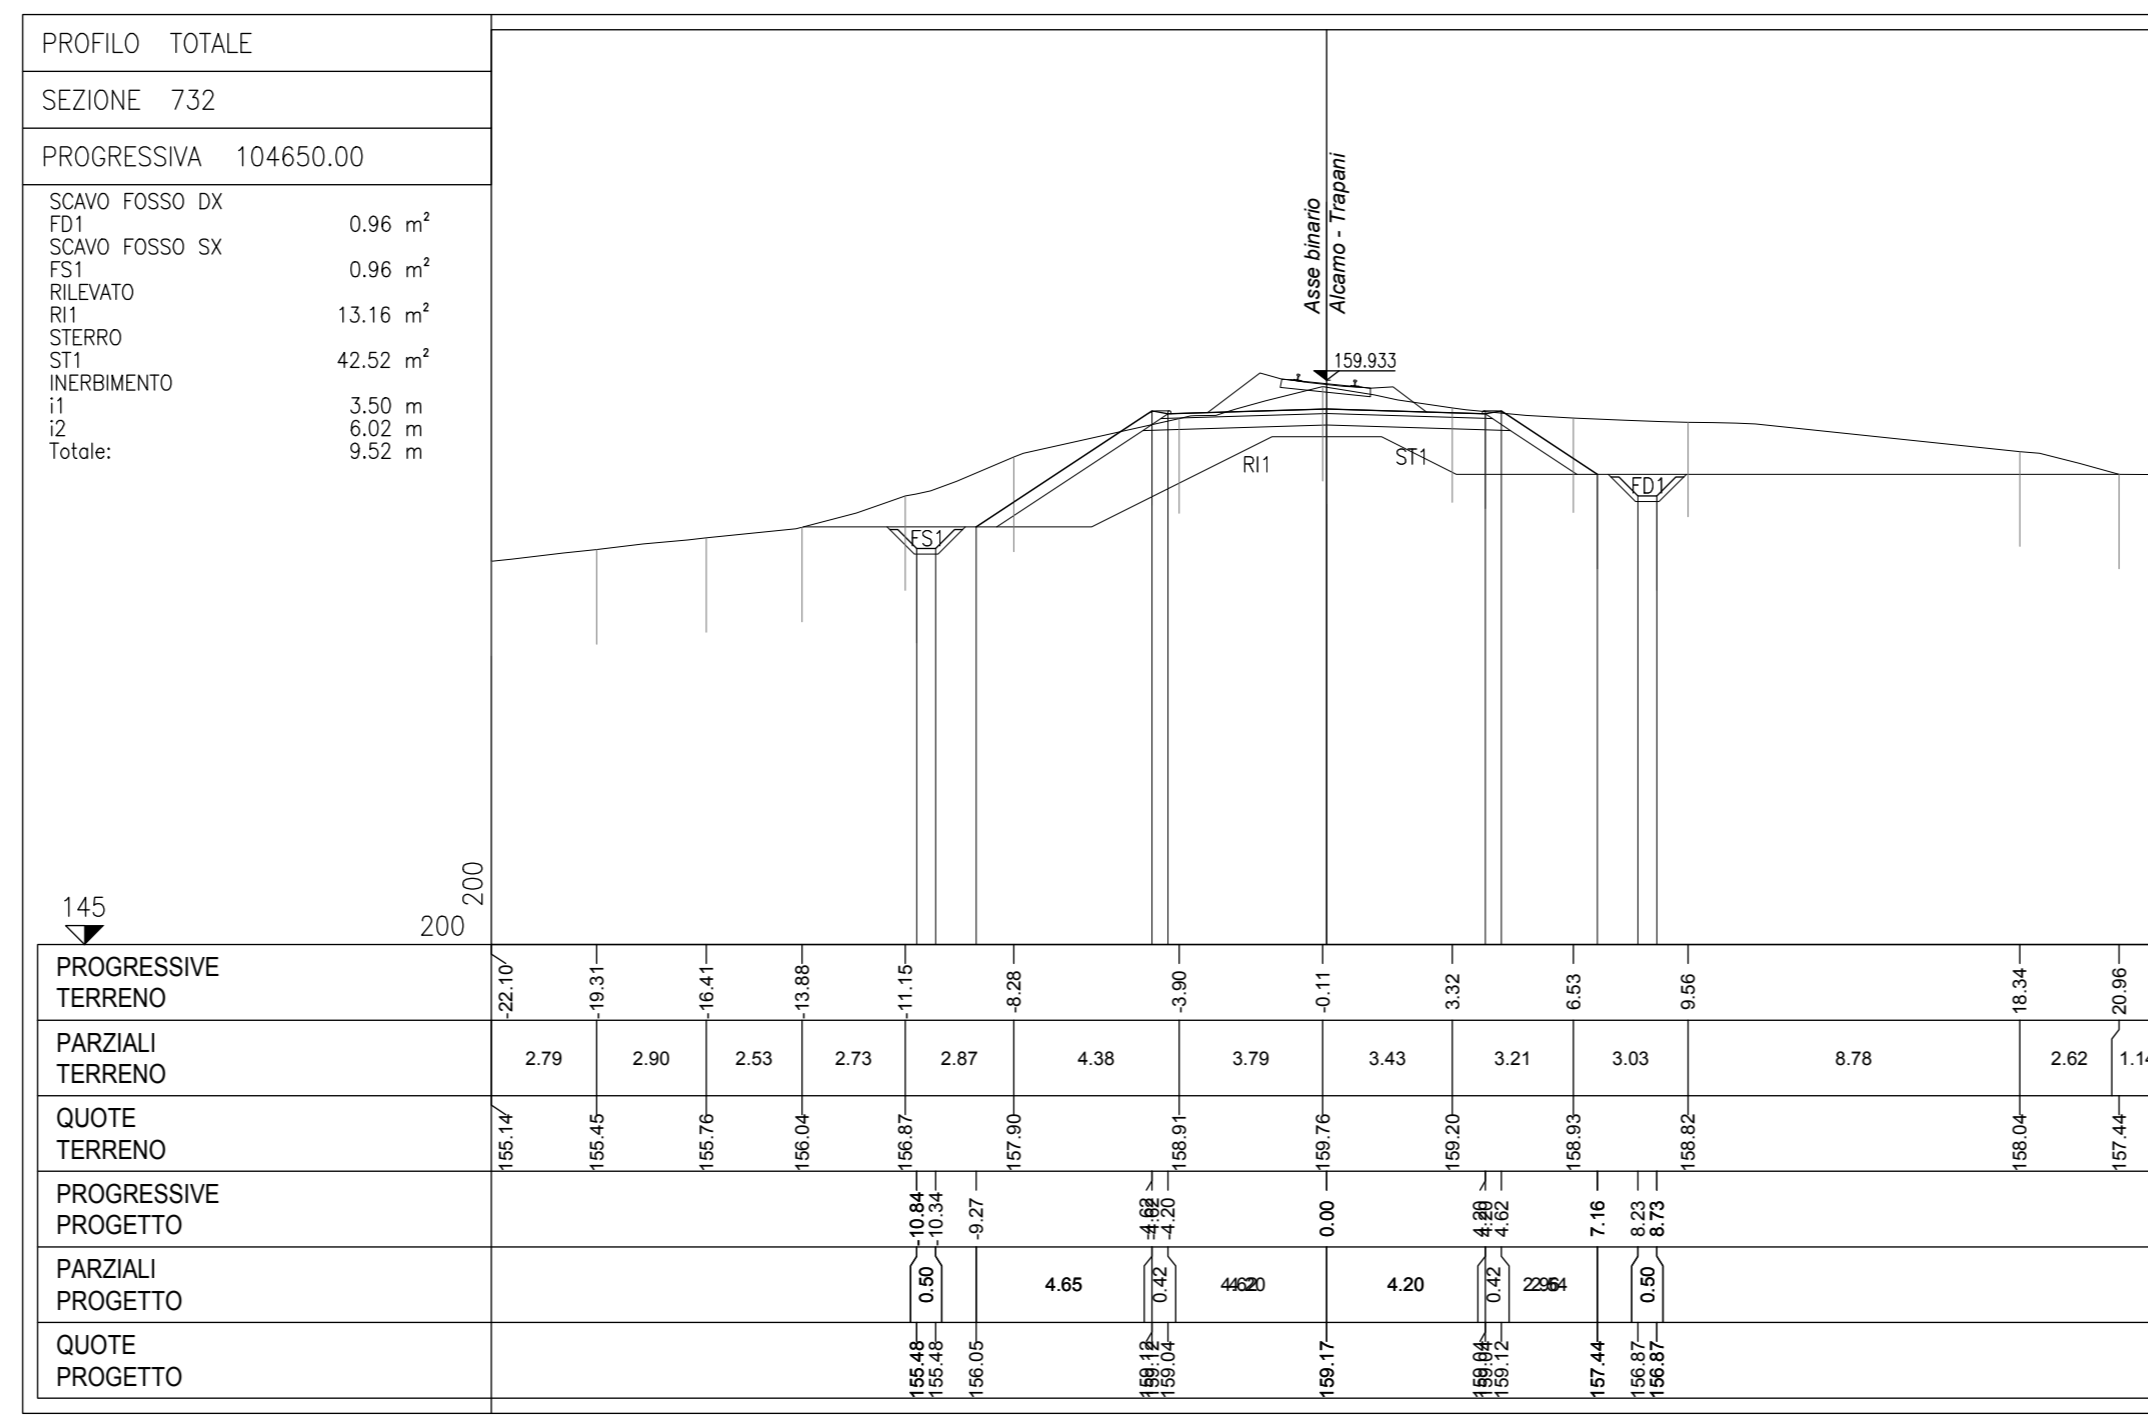 PROFILO TOTALE
SEZIONE 732
PROGRESSIVA 104650.00
SCAVO FOSSO DX
FD1 0.96 m²
SCAVO FOSSO SX
FS1 0.96 m²
RILEVATO
RI1 13.16 m²
STERRO
ST1 42.52 m²
INERBIMENTO
i1 3.50 m
i2 6.02 m
Totale: 9.52 m
Asse binario
Alcamo - Trapani
159.933
RI1
ST1
FD1
FS1
145
200
200
PROGRESSIVE
TERRENO
-22.10 -19.31 -16.41 -13.88 -11.15 -8.28 -3.90 -0.11 3.32 6.53 9.56 18.34 20.96
PARZIALI
TERRENO
2.79 2.90 2.53 2.73 2.87 4.38 3.79 3.43 3.21 3.03 8.78 2.62
QUOTE
TERRENO
155.14 155.45 155.76 156.04 156.87 157.90 158.91 159.76 159.20 158.93 158.82 158.04 157.44
PROGRESSIVE
PROGETTO
-10.84 -10.34 -9.27 -4.62 -4.20 0.00 4.20 4.62 7.16 8.23 8.73
PARZIALI
PROGETTO
0.50 4.65 0.42 4.20 0.42 0.50
QUOTE
PROGETTO
155.48 155.48 156.05 159.12 159.04 159.17 159.04 159.12 157.44 156.87 156.87